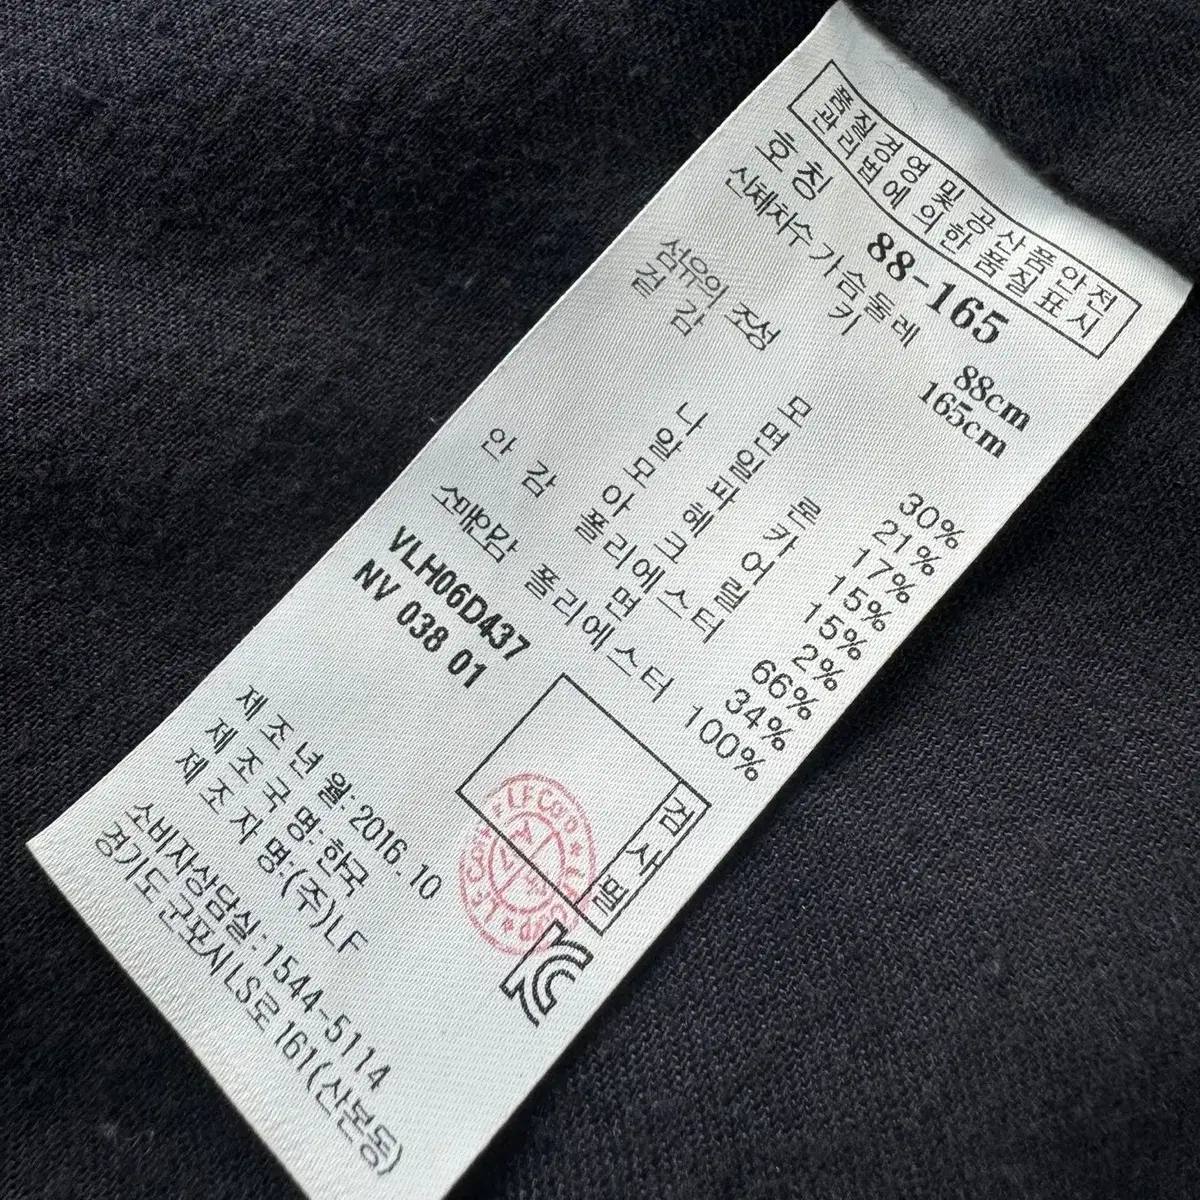 품질경영 및 공산품안전
관리법에 의한 품질표시
호칭 88-165
신체치수 가슴둘레 88cm
키 165cm
섬유의 조성
겉감
모 30%
면 21%
나일론 17%
모파카 15%
아크릴 2%
안감 폴리에스터 66%
면 34%
소매안감 폴리에스터 100%
VLH06D437
NV 038 01
검사필
LF Corp
제조년월:2016.10
제조국명:한국
제조자명:(주)LF
소비자상담실:1544-5114
경기도 군포시 LS로 161(산본동)